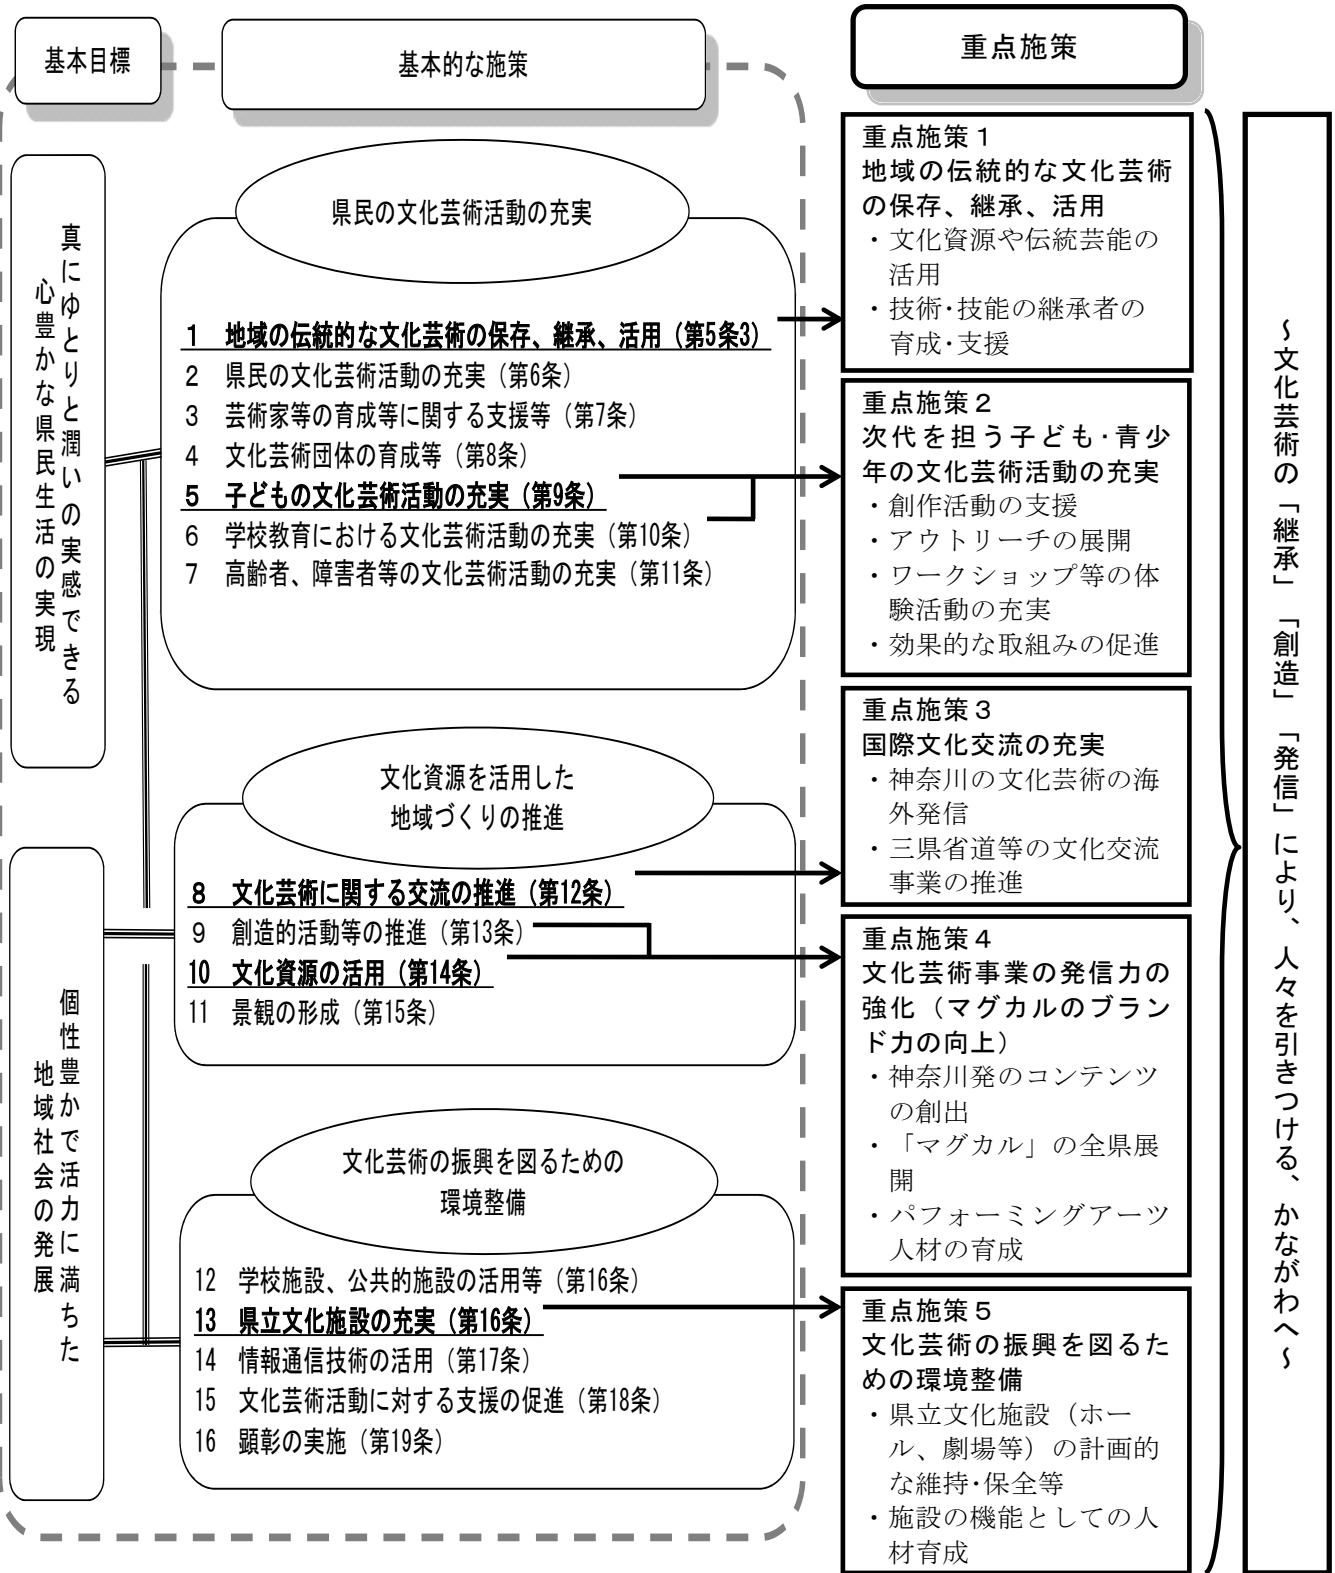 基本目標
基本的な施策
重点施策
真にゆとりと潤いの実感できる
心豊かな県民生活の実現
個性豊かで活力に満ちた
地域社会の発展
県民の文化芸術活動の充実
1 地域の伝統的な文化芸術の保存、継承、活用（第5条3）
2 県民の文化芸術活動の充実（第6条）
3 芸術家等の育成等に関する支援等（第7条）
4 文化芸術団体の育成等（第8条）
5 子どもの文化芸術活動の充実（第9条）
6 学校教育における文化芸術活動の充実（第10条）
7 高齢者、障害者等の文化芸術活動の充実（第11条）
文化資源を活用した
地域づくりの推進
8 文化芸術に関する交流の推進（第12条）
9 創造的活動等の推進（第13条）
10 文化資源の活用（第14条）
11 景観の形成（第15条）
文化芸術の振興を図るための
環境整備
12 学校施設、公共的施設の活用等（第16条）
13 県立文化施設の充実（第16条）
14 情報通信技術の活用（第17条）
15 文化芸術活動に対する支援の促進（第18条）
16 顕彰の実施（第19条）
重点施策１
地域の伝統的な文化芸術
の保存、継承、活用
・文化資源や伝統芸能の
活用
・技術･技能の継承者の
育成･支援
重点施策２
次代を担う子ども･青少
年の文化芸術活動の充実
・創作活動の支援
・アウトリーチの展開
・ワークショップ等の体
験活動の充実
・効果的な取組みの促進
重点施策３
国際文化交流の充実
・神奈川の文化芸術の海
外発信
・三県省道等の文化交流
事業の推進
重点施策４
文化芸術事業の発信力の
強化（マグカルのブラン
ド力の向上）
・神奈川発のコンテンツ
の創出
・「マグカル」の全県展
開
・パフォーミングアーツ
人材の育成
重点施策５
文化芸術の振興を図るた
めの環境整備
・県立文化施設（ホー
ル、劇場等）の計画的
な維持･保全等
・施設の機能としての人
材育成
～文化芸術の「継承」「創造」「発信」により、人々を引きつける、かながわへ～